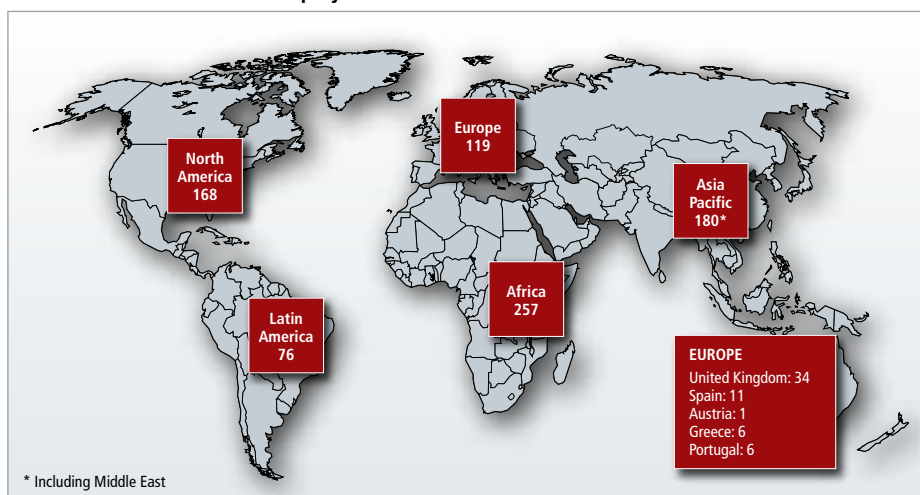 Europe
119
North
America
168
Asia
Pacific
180*
Africa
257
Latin
America
76
EUROPE
United Kingdom: 34
Spain: 11
Austria: 1
Greece: 6
Portugal: 6
* Including Middle East